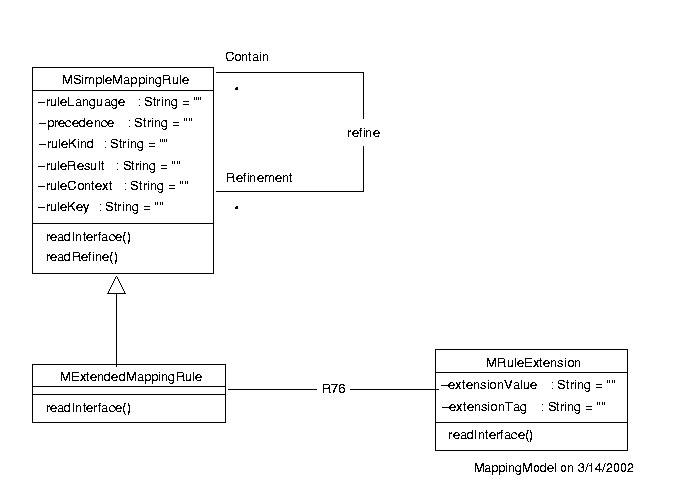 Contain
MSimpleMappingRule
*
–ruleLanguage : String = ""
–precedence : String = ""
refine
–ruleKind : String = ""
–ruleResult : String = ""
Refinement
–ruleContext : String = ""
–ruleKey : String = ""
*
readInterface()
readRefine()
MExtendedMappingRule
readInterface()
R76
MRuleExtension
–extensionValue : String = ""
–extensionTag : String = ""
readInterface()
MappingModel on 3/14/2002